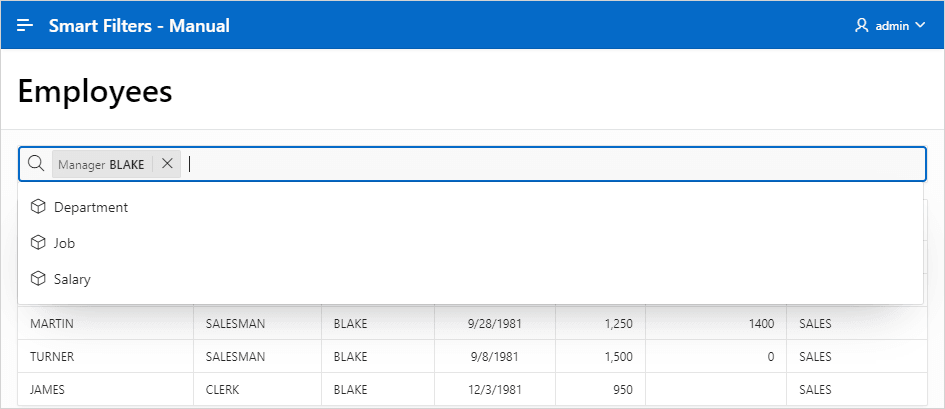 Smart Filters - Manual admin
Employees
Manager BLAKE
Department
Job
Salary
MARTIN SALESMAN BLAKE 9/28/1981 1,250 1400 SALES
TURNER SALESMAN BLAKE 9/8/1981 1,500 0 SALES
JAMES CLERK BLAKE 12/3/1981 950 SALES